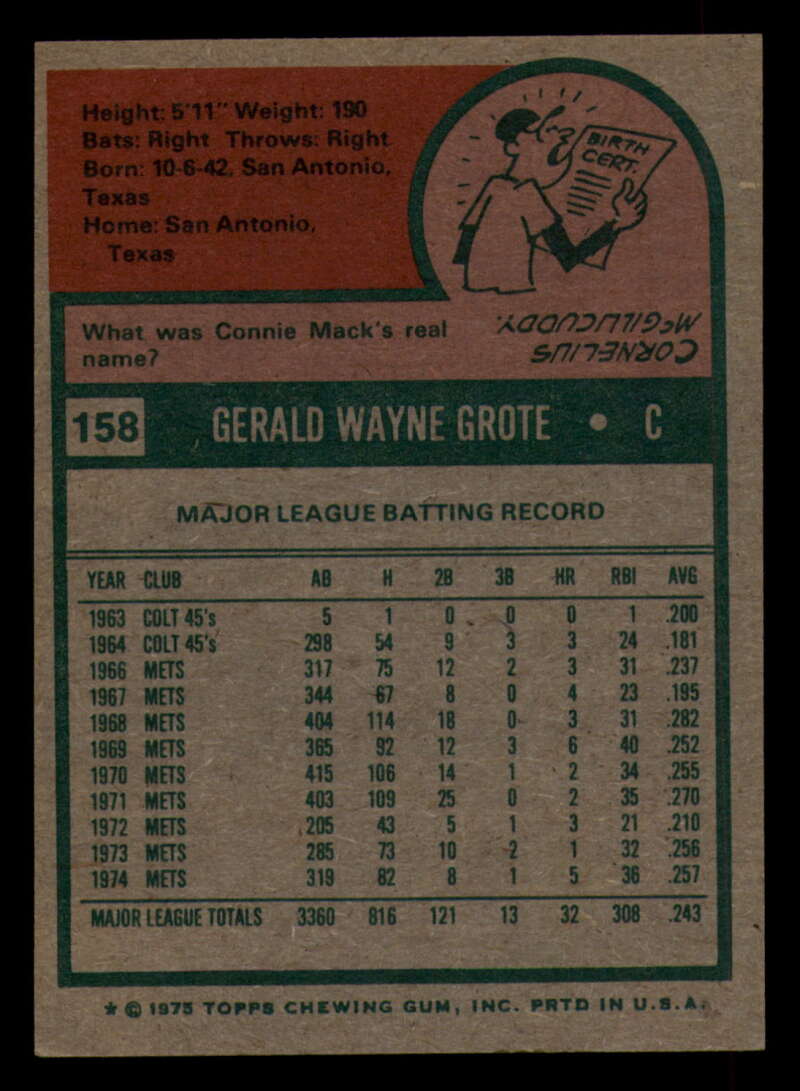 Height: 5'11" Weight: 190
Bats: Right Throws: Right
Born: 10-6-42, San Antonio,
Texas
Home: San Antonio,
Texas
BIRTH
CERT.
What was Connie Mack's real
name?
CORNELIUS
McGILLICUDDY.
158 GERALD WAYNE GROTE • C
MAJOR LEAGUE BATTING RECORD
YEAR CLUB AB H 2B 3B HR RBI AVG
1963 COLT 45's 5 1 0 0 0 1 .200
1964 COLT 45's 298 54 9 3 3 24 .181
1966 METS 317 75 12 2 3 31 .237
1967 METS 344 67 8 0 4 23 .195
1968 METS 404 114 18 0 3 31 .282
1969 METS 365 92 12 3 6 40 .252
1970 METS 415 106 14 1 2 34 .255
1971 METS 403 109 25 0 2 35 .270
1972 METS 205 43 5 1 3 21 .210
1973 METS 285 73 10 2 1 32 .256
1974 METS 319 82 8 1 5 36 .257
MAJOR LEAGUE TOTALS 3360 816 121 13 32 308 .243
* © 1975 TOPPS CHEWING GUM, INC. PRTD IN U.S.A.